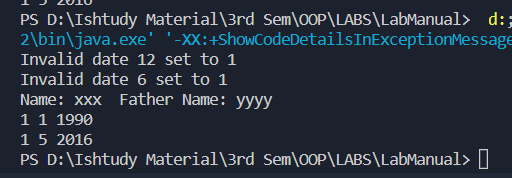 1 5 2016
PS D:\Ishtudy Material\3rd Sem\OOP\LABS\LabManual>  d:;
2\bin\java.exe' '-XX:+ShowCodeDetailsInExceptionMessage
Invalid date 12 set to 1
Invalid date 6 set to 1
Name: xxx  Father Name: yyyy
1 1 1990
1 5 2016
PS D:\Ishtudy Material\3rd Sem\OOP\LABS\LabManual>